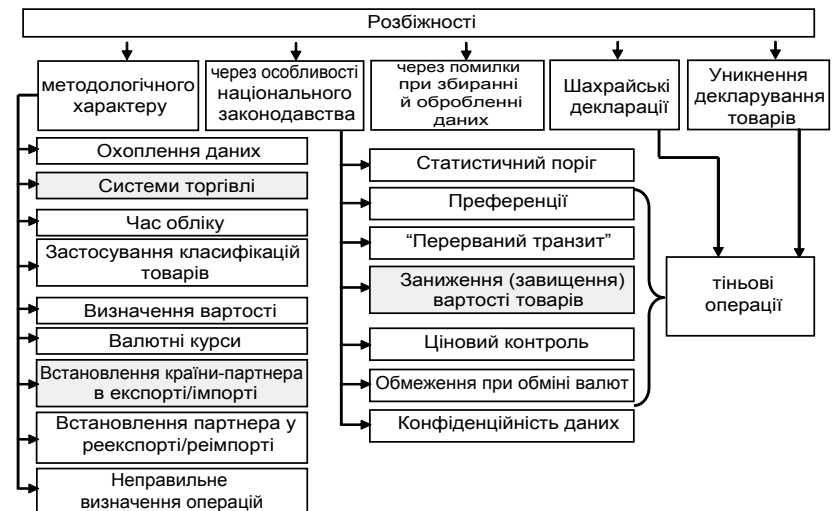 Розбіжності
методологічного
характеру
через особливості
національного
законодавства
через помилки
при збиранні
й обробленні
даних
Шахрайські
декларації
Уникнення
декларування
товарів
Охоплення даних
Системи торгівлі
Час обліку
Застосування класифікацій
товарів
Визначення вартості
Валютні курси
Встановлення країни-партнера
в експорті/імпорті
Встановлення партнера у
реекспорті/реімпорті
Неправильне
визначення операцій
Статистичний поріг
Преференції
“Перерваний транзит”
Заниження (завищення)
вартості товарів
Ціновий контроль
Обмеження при обміні валют
Конфіденційність даних
тіньові
операції